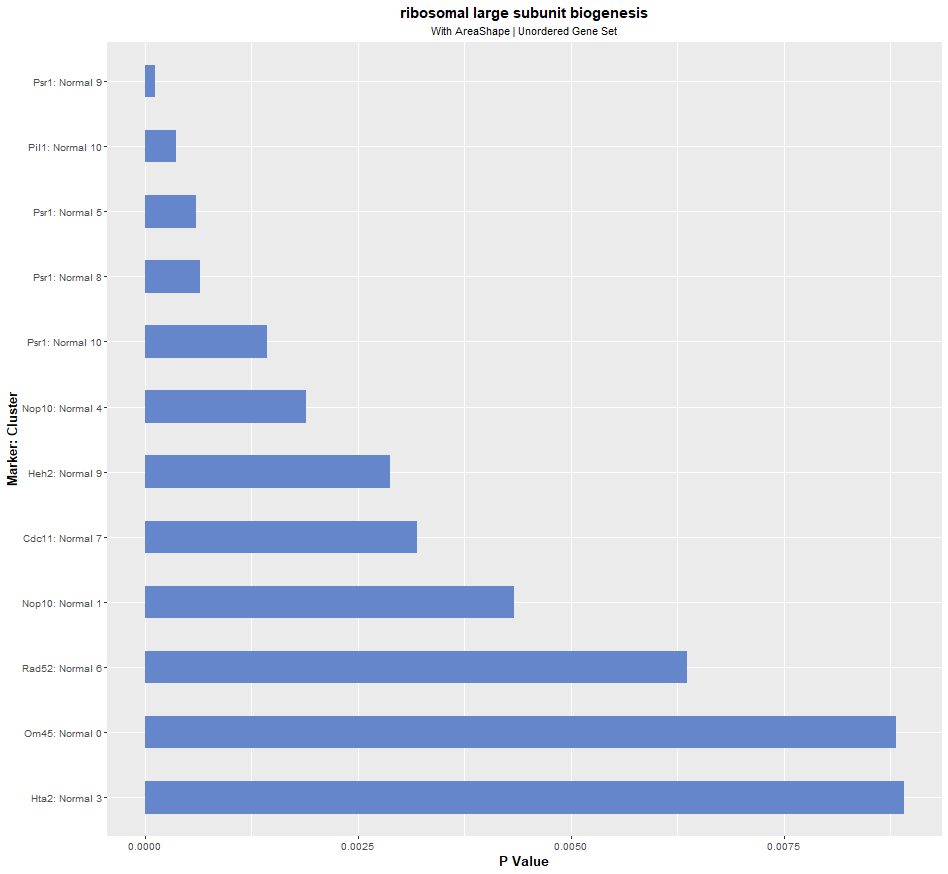 ribosomal large subunit biogenesis
With AreaShape | Unordered Gene Set
Marker: Cluster
Psr1: Normal 9
Pil1: Normal 10
Psr1: Normal 5
Psr1: Normal 8
Psr1: Normal 10
Nop10: Normal 4
Heh2: Normal 9
Cdc11: Normal 7
Nop10: Normal 1
Rad52: Normal 6
Om45: Normal 0
Hta2: Normal 3
0.0000 0.0025 0.0050 0.0075
P Value